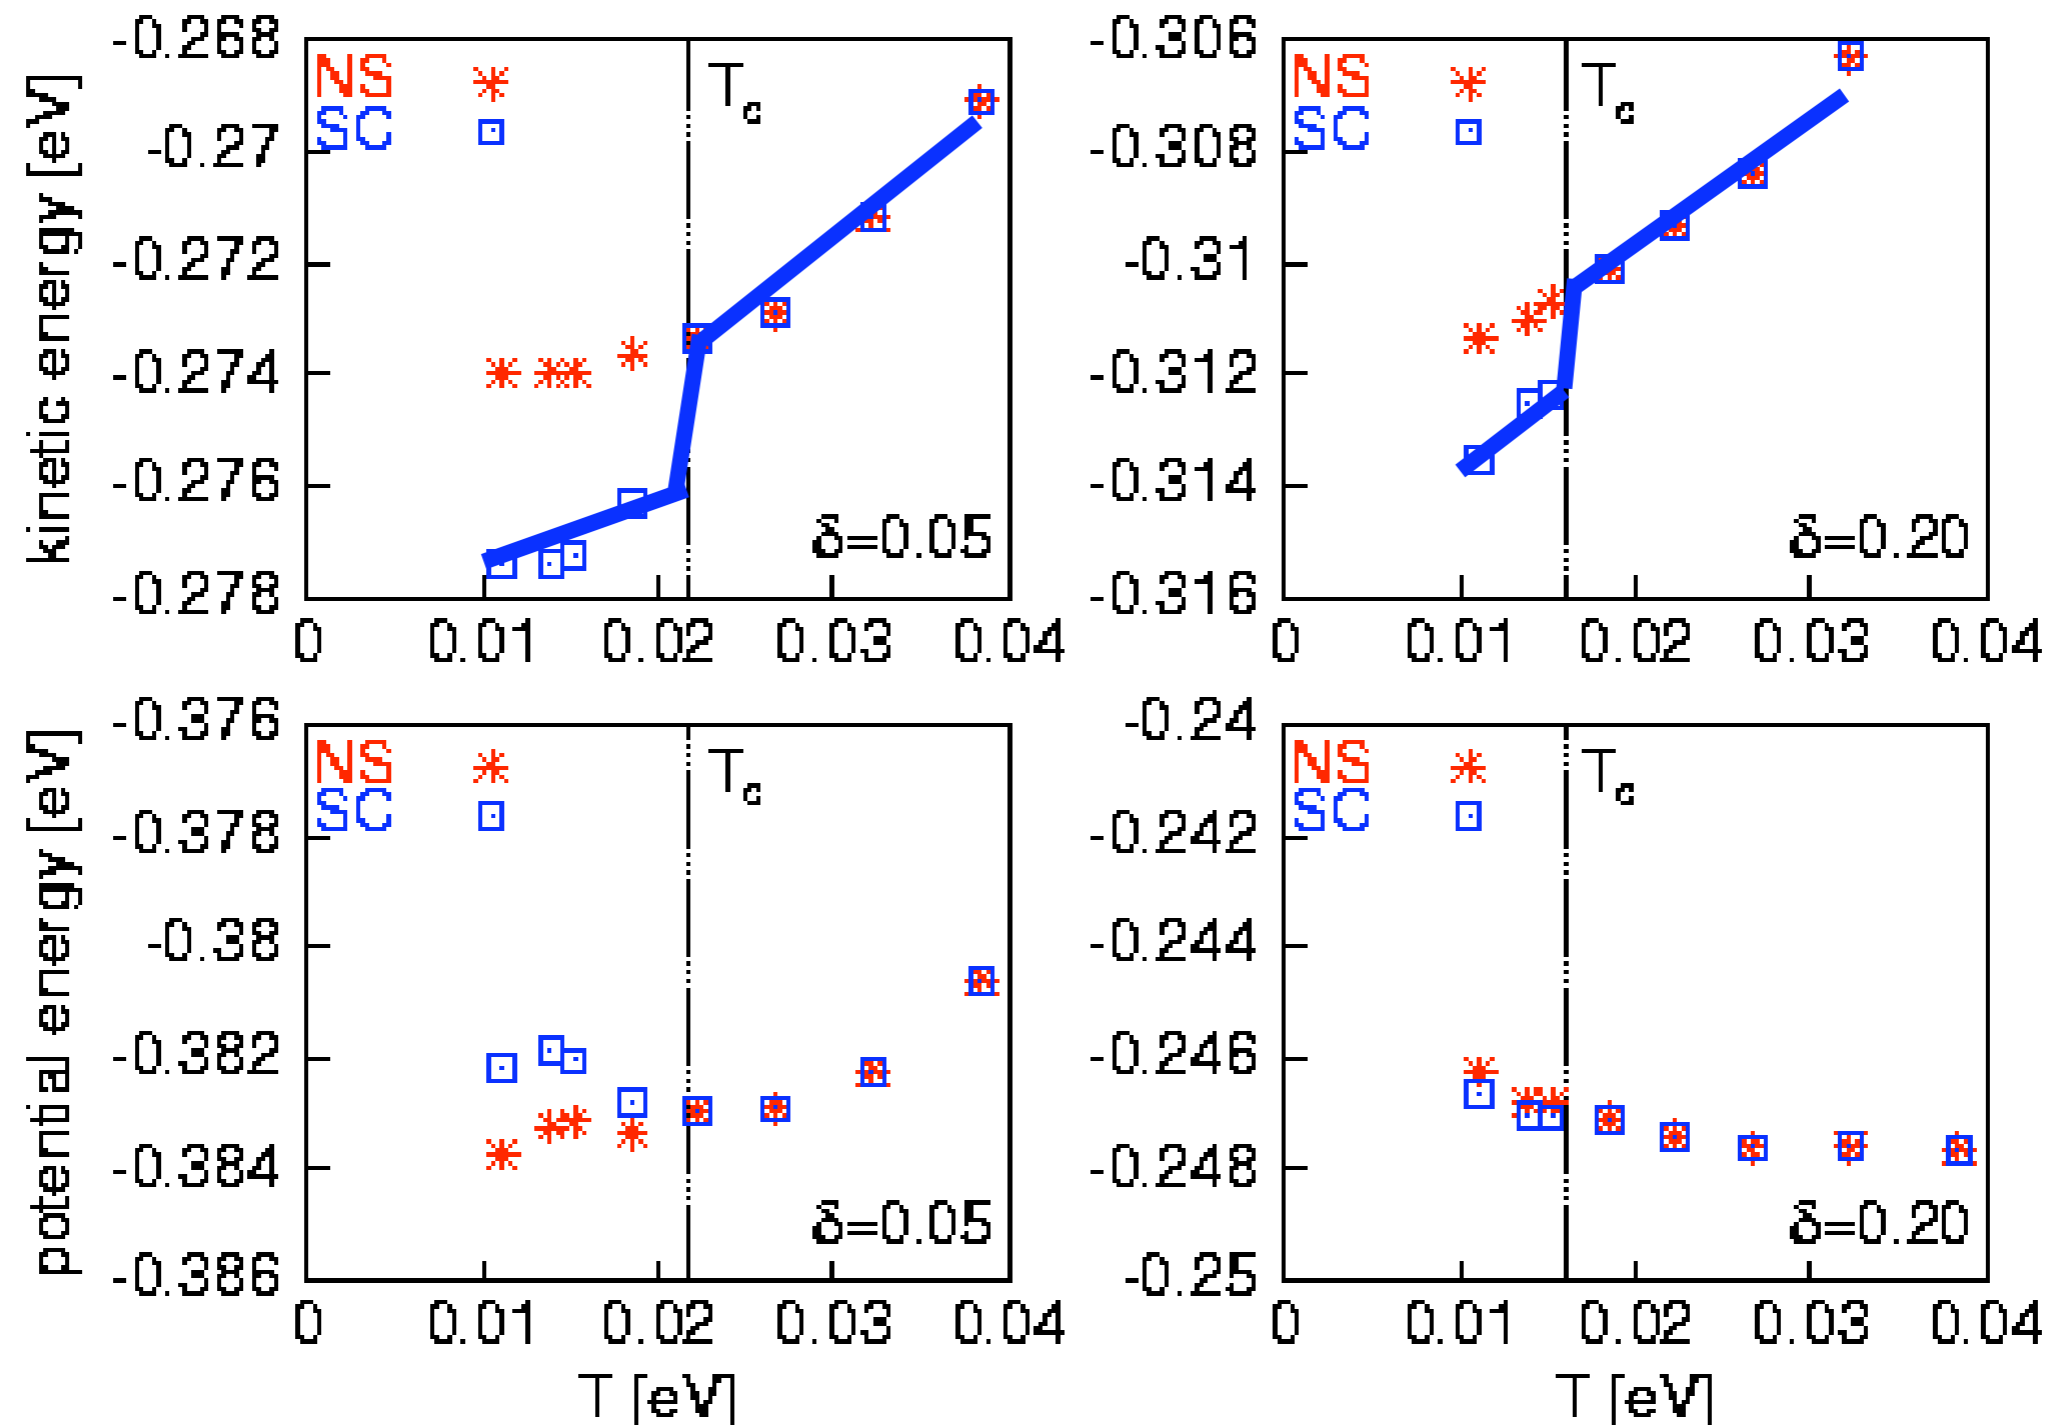 kinetic energy [eV]
-0.268
-0.27
-0.272
-0.274
-0.276
-0.278
NS
SC
Tc
δ=0.05
0 0.01 0.02 0.03 0.04
-0.306
-0.308
-0.31
-0.312
-0.314
-0.316
NS
SC
Tc
δ=0.20
0 0.01 0.02 0.03 0.04
potential energy [eV]
-0.376
-0.378
-0.38
-0.382
-0.384
-0.386
NS
SC
Tc
δ=0.05
0 0.01 0.02 0.03 0.04
T [eV]
-0.24
-0.242
-0.244
-0.246
-0.248
-0.25
NS
SC
Tc
δ=0.20
0 0.01 0.02 0.03 0.04
T [eV]